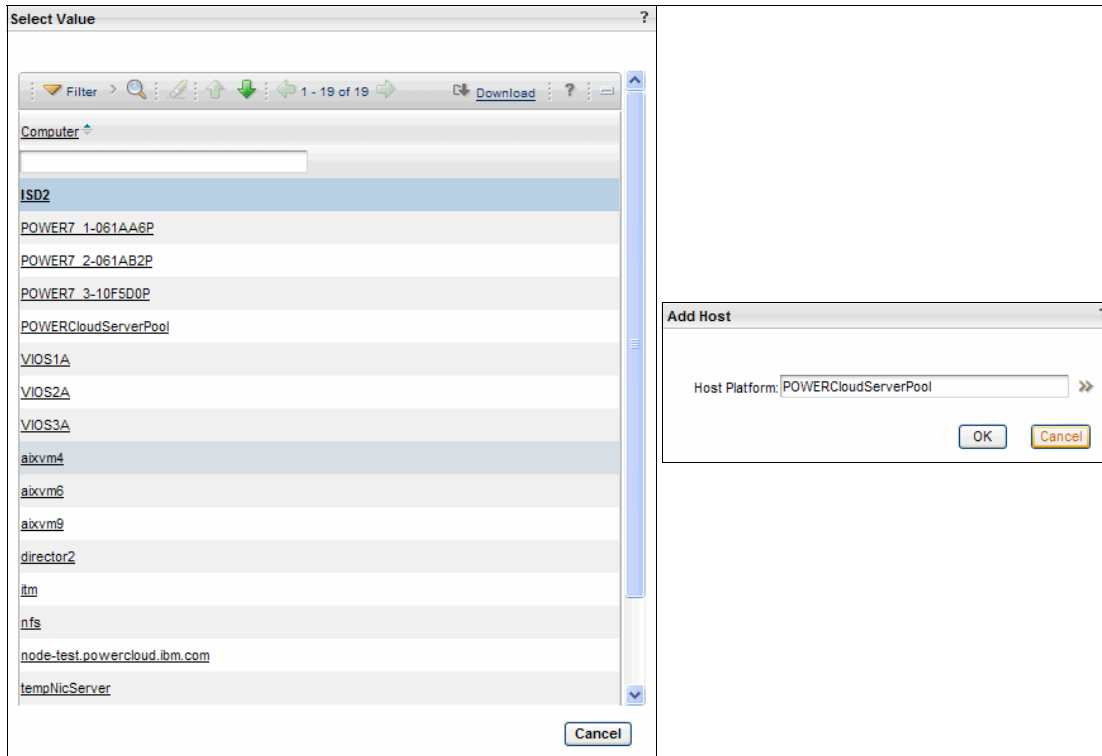 Select Value ?
Filter 1 - 19 of 19 Download ?
Computer
ISD2
POWER7_1-061AA6P
POWER7_2-061AB2P
POWER7_3-10F5D0P
POWERCloudServerPool
VIOS1A
VIOS2A
VIOS3A
aixvm4
aixvm6
aixvm9
director2
itm
nfs
node-test.powercloud.ibm.com
tempNicServer
Cancel
Add Host
Host Platform: POWERCloudServerPool
OK Cancel